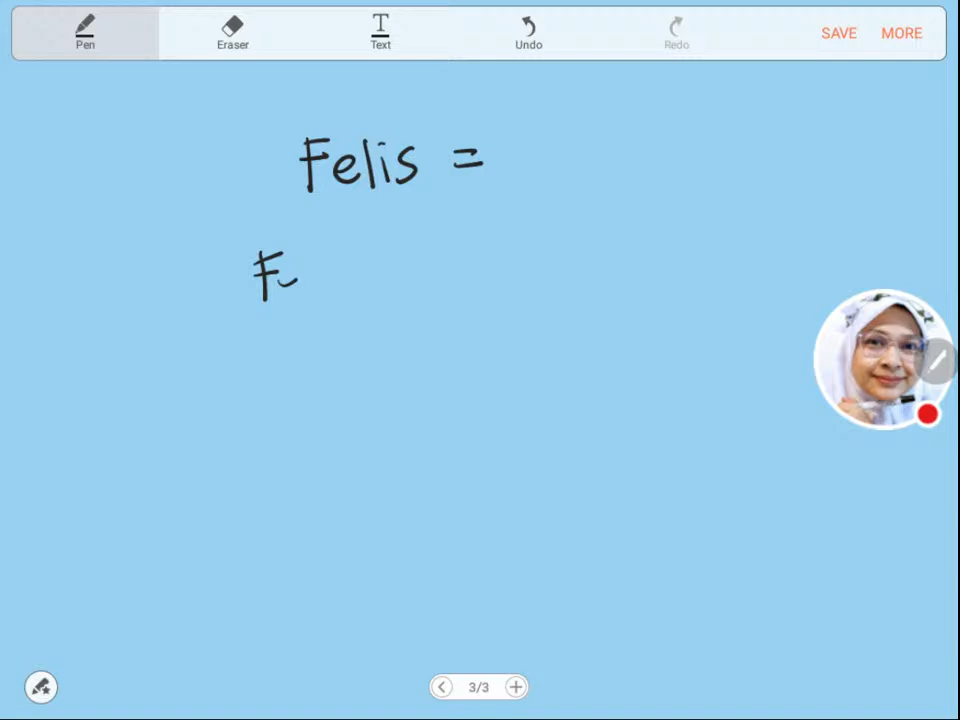 Pen Eraser Text Undo Redo SAVE MORE
Felis =
F
3/3